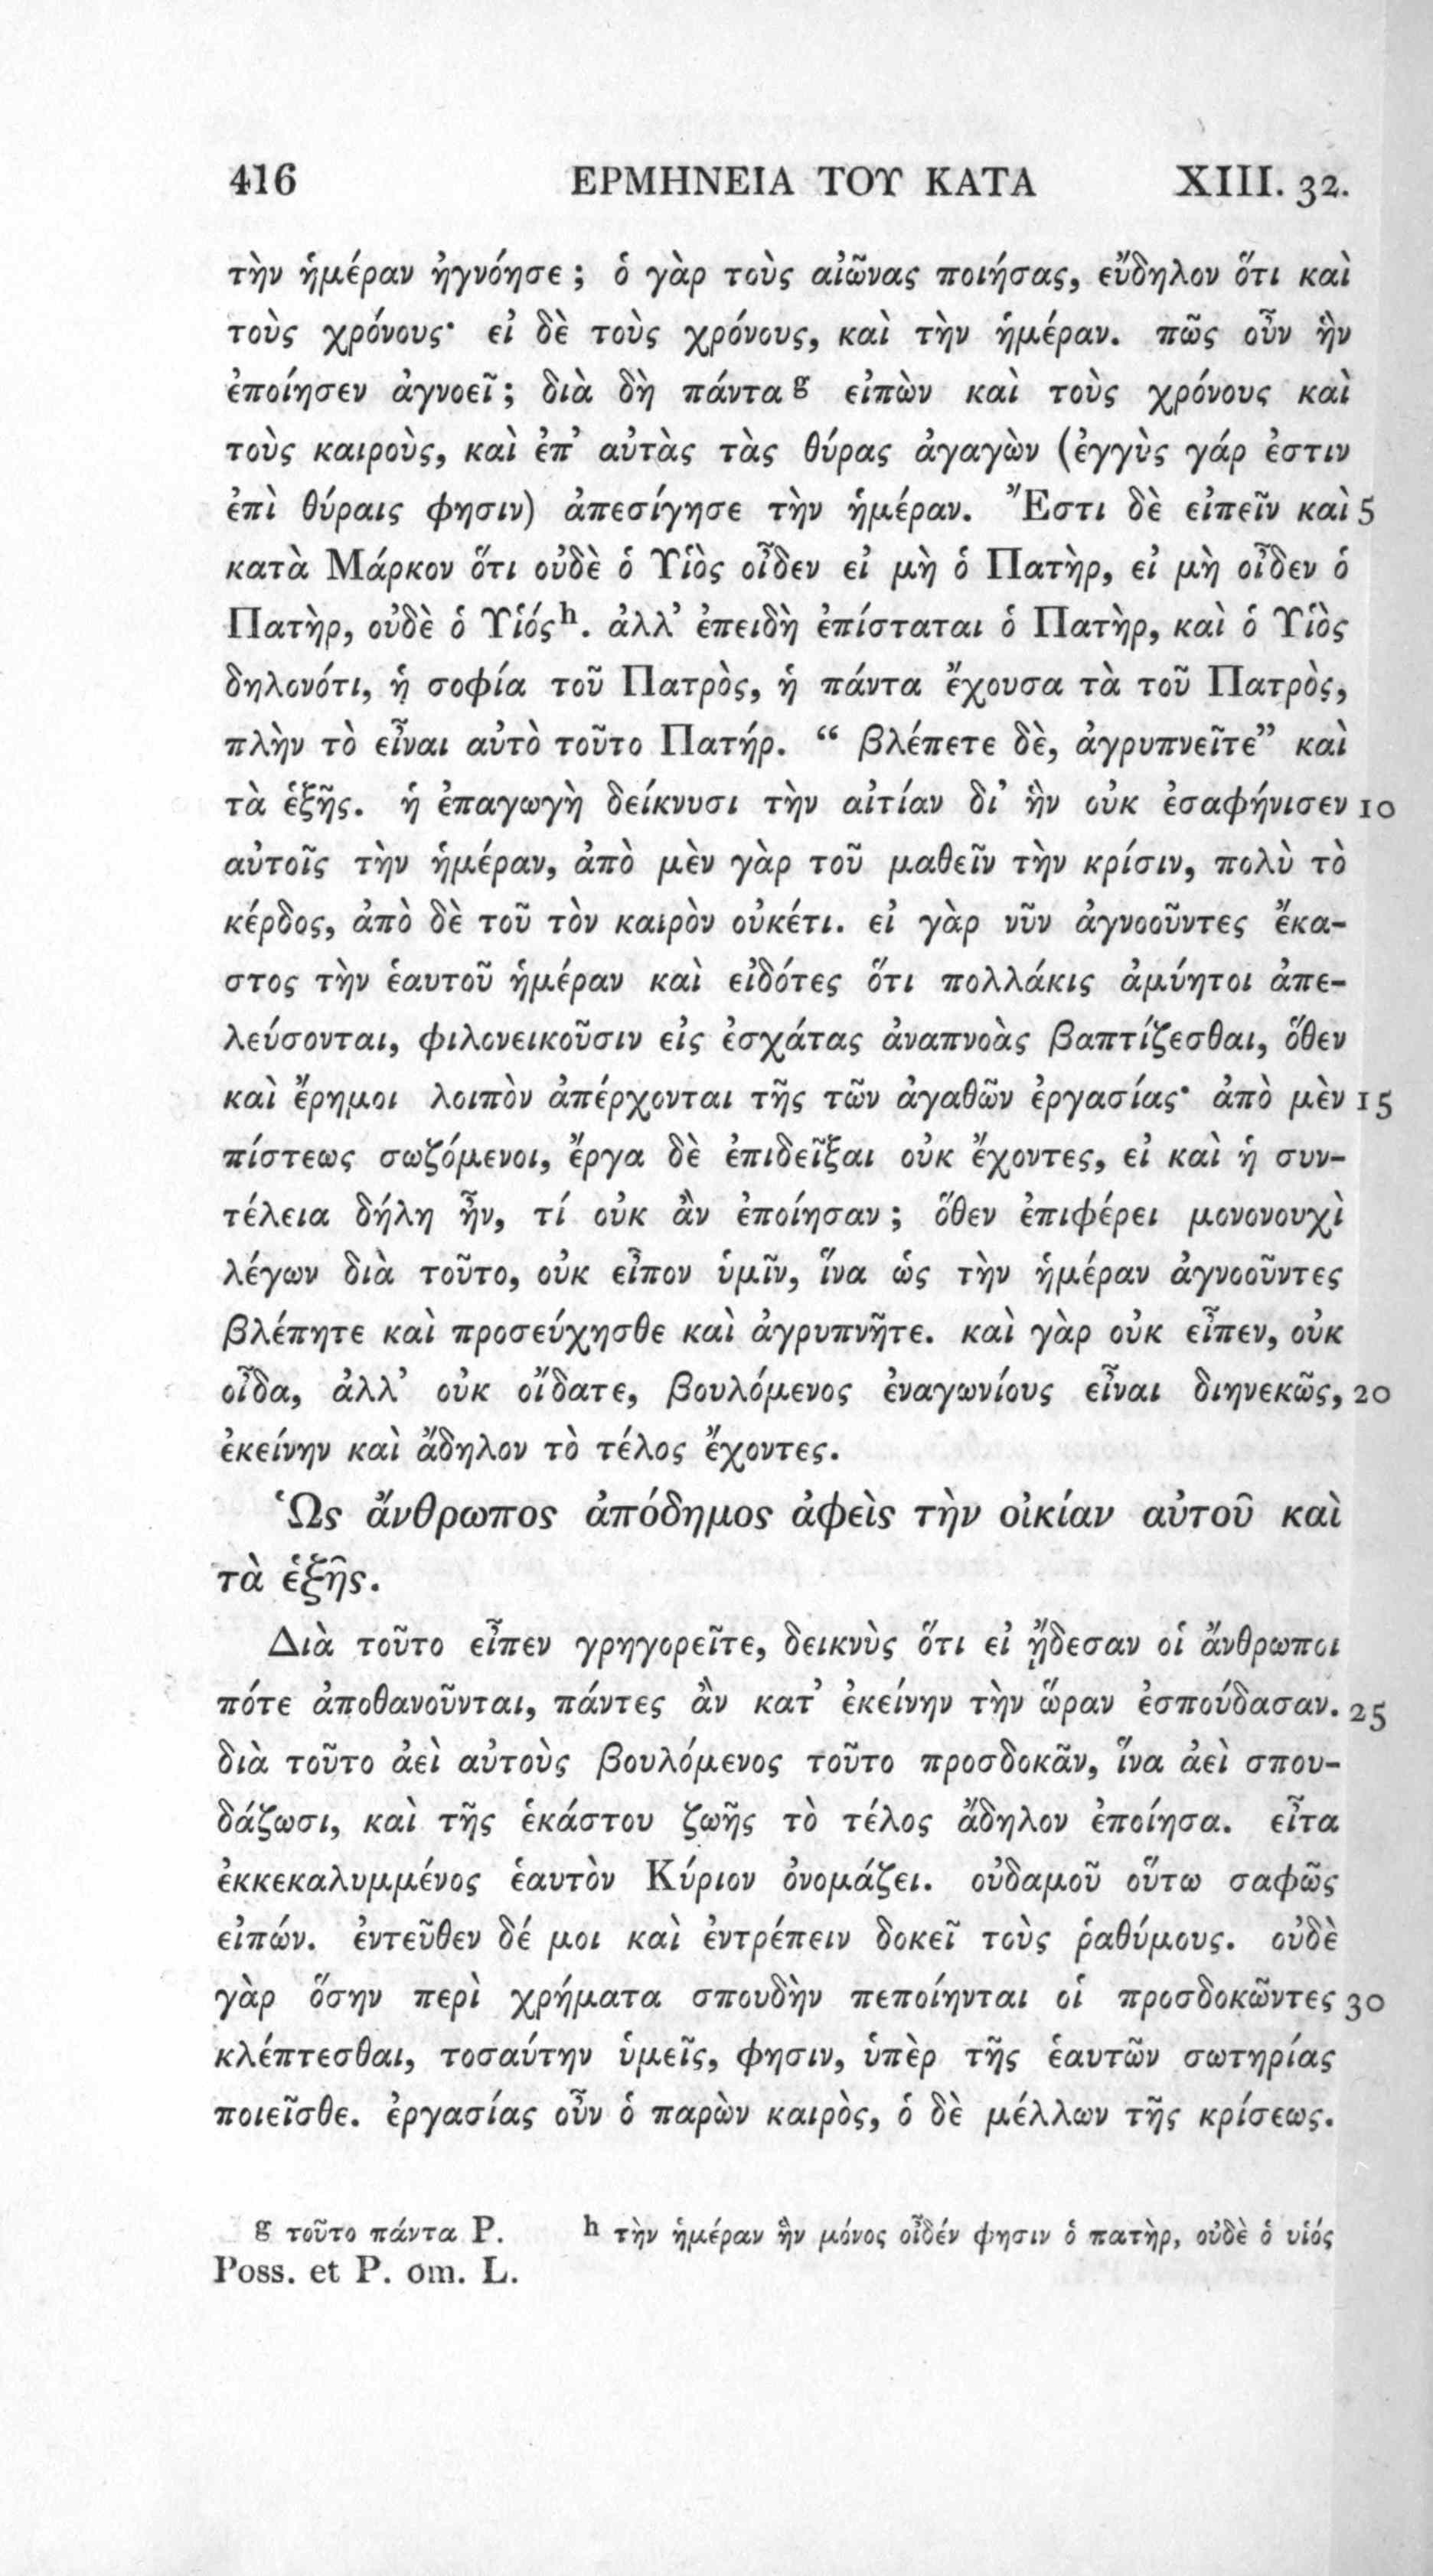 416 ΕΡΜΗΝΕΙΑ ΤΟΥ ΚΑΤΑ XIII. 32.
τὴν ἡμέραν ἠγνόησε; ὁ γὰρ τοὺς αἰῶνας ποιήσας, εὔδηλον ὅτι καὶ
τοὺς χρόνους· εἰ δὲ τοὺς χρόνους, καὶ τὴν ἡμέραν. πῶς οὖν ἣν
ἐποίησεν ἀγνοεῖ; διὰ δὴ πάντα g εἰπὼν καὶ τοὺς χρόνους καὶ
τοὺς καιροὺς, καὶ ἐπ' αὐτὰς τὰς θύρας ἀγαγὼν (ἐγγὺς γάρ ἐστιν
ἐπὶ θύραις φησιν) ἀπεσίγησε τὴν ἡμέραν. Ἔστι δὲ εἰπεῖν καὶ 5
κατὰ Μάρκον ὅτι οὐδὲ ὁ Υἱὸς οἶδεν εἰ μὴ ὁ Πατὴρ, εἰ μὴ οἶδεν ὁ
Πατὴρ, οὐδὲ ὁ Υἱός h. ἀλλ' ἐπειδὴ ἐπίσταται ὁ Πατὴρ, καὶ ὁ Υἱὸς
δηλονότι, ἡ σοφία τοῦ Πατρὸς, ἡ πάντα ἔχουσα τὰ τοῦ Πατρὸς,
πλὴν τὸ εἶναι αὐτὸ τοῦτο Πατήρ. “ βλέπετε δὲ, ἀγρυπνεῖτε” καὶ
τὰ ἑξῆς. ἡ ἐπαγωγὴ δείκνυσι τὴν αἰτίαν δι' ἣν οὐκ ἐσαφήνισεν 10
αὐτοῖς τὴν ἡμέραν, ἀπὸ μὲν γὰρ τοῦ μαθεῖν τὴν κρίσιν, πολὺ τὸ
κέρδος, ἀπὸ δὲ τοῦ τὸν καιρὸν οὐκέτι. εἰ γὰρ νῦν ἀγνοοῦντες ἕκα-
στος τὴν ἑαυτοῦ ἡμέραν καὶ εἰδότες ὅτι πολλάκις ἀμύητοι ἀπε-
λεύσονται, φιλονεικοῦσιν εἰς ἐσχάτας ἀναπνοὰς βαπτίζεσθαι, ὅθεν
καὶ ἔρημοι λοιπὸν ἀπέρχονται τῆς τῶν ἀγαθῶν ἐργασίας· ἀπὸ μὲν 15
πίστεως σωζόμενοι, ἔργα δὲ ἐπιδεῖξαι οὐκ ἔχοντες, εἰ καὶ ἡ συν-
τέλεια δήλη ἦν, τί οὐκ ἂν ἐποίησαν; ὅθεν ἐπιφέρει μονονουχὶ
λέγων διὰ τοῦτο, οὐκ εἶπον ὑμῖν, ἵνα ὡς τὴν ἡμέραν ἀγνοοῦντες
βλέπητε καὶ προσεύχησθε καὶ ἀγρυπνῆτε. καὶ γὰρ οὐκ εἶπεν, οὐκ
οἶδα, ἀλλ' οὐκ οἴδατε, βουλόμενος ἐναγωνίους εἶναι διηνεκῶς, 20
ἐκείνην καὶ ἄδηλον τὸ τέλος ἔχοντες.
Ὡς ἄνθρωπος ἀπόδημος ἀφεὶς τὴν οἰκίαν αὐτοῦ καὶ
τὰ ἑξῆς.
Διὰ τοῦτο εἶπεν γρηγορεῖτε, δεικνὺς ὅτι εἰ ᾔδεσαν οἱ ἄνθρωποι
πότε ἀποθανοῦνται, πάντες ἂν κατ' ἐκείνην τὴν ὥραν ἐσπούδασαν. 25
διὰ τοῦτο ἀεὶ αὐτοὺς βουλόμενος τοῦτο προσδοκᾶν, ἵνα ἀεὶ σπου-
δάζωσι, καὶ τῆς ἑκάστου ζωῆς τὸ τέλος ἄδηλον ἐποίησα. εἶτα
ἐκκεκαλυμμένος ἑαυτὸν Κύριον ὀνομάζει. οὐδαμοῦ οὕτω σαφῶς
εἰπών. ἐντεῦθεν δέ μοι καὶ ἐντρέπειν δοκεῖ τοὺς ῥαθύμους. οὐδὲ
γὰρ ὅσην περὶ χρήματα σπουδὴν πεποίηνται οἱ προσδοκῶντες 30
κλέπτεσθαι, τοσαύτην ὑμεῖς, φησιν, ὑπὲρ τῆς ἑαυτῶν σωτηρίας
ποιεῖσθε. ἐργασίας οὖν ὁ παρὼν καιρὸς, ὁ δὲ μέλλων τῆς κρίσεως.
g τοῦτο πάντα P. h τὴν ἡμέραν ἣν μόνος οἶδέν φησιν ὁ πατὴρ, οὐδὲ ὁ υἱός
Poss. et P. om. L.